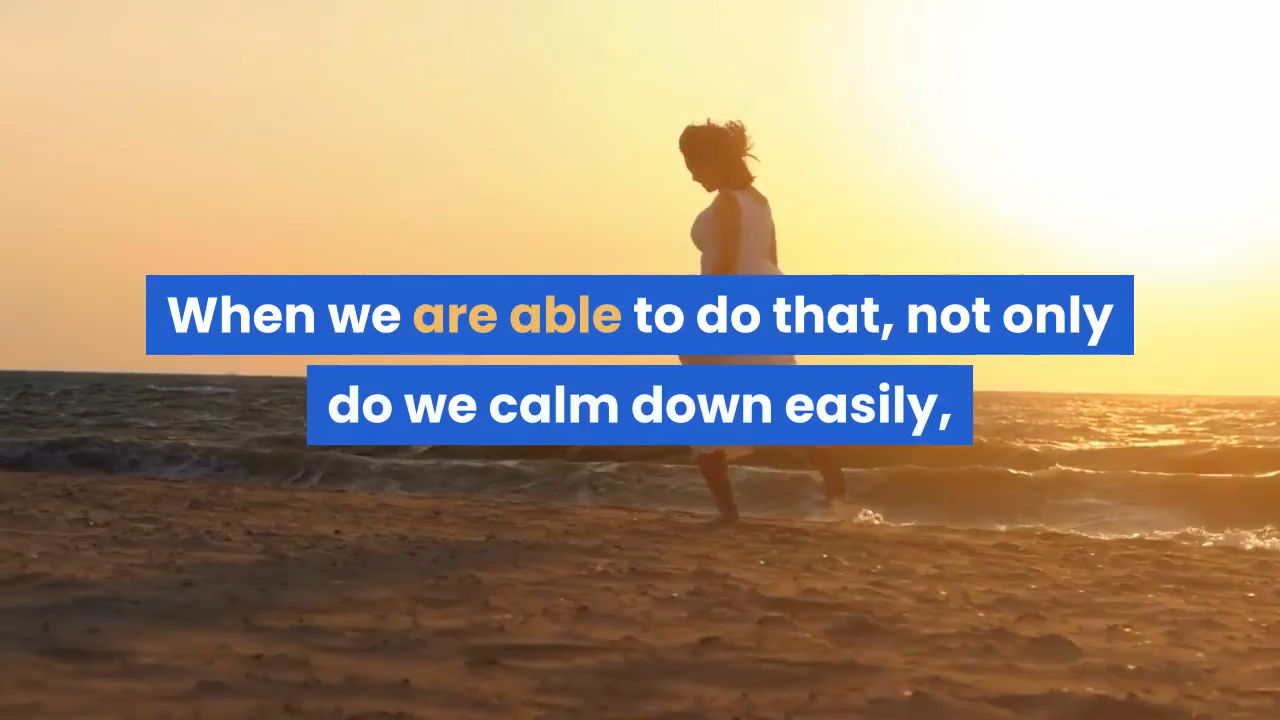 When we are able to do that, not only
do we calm down easily,